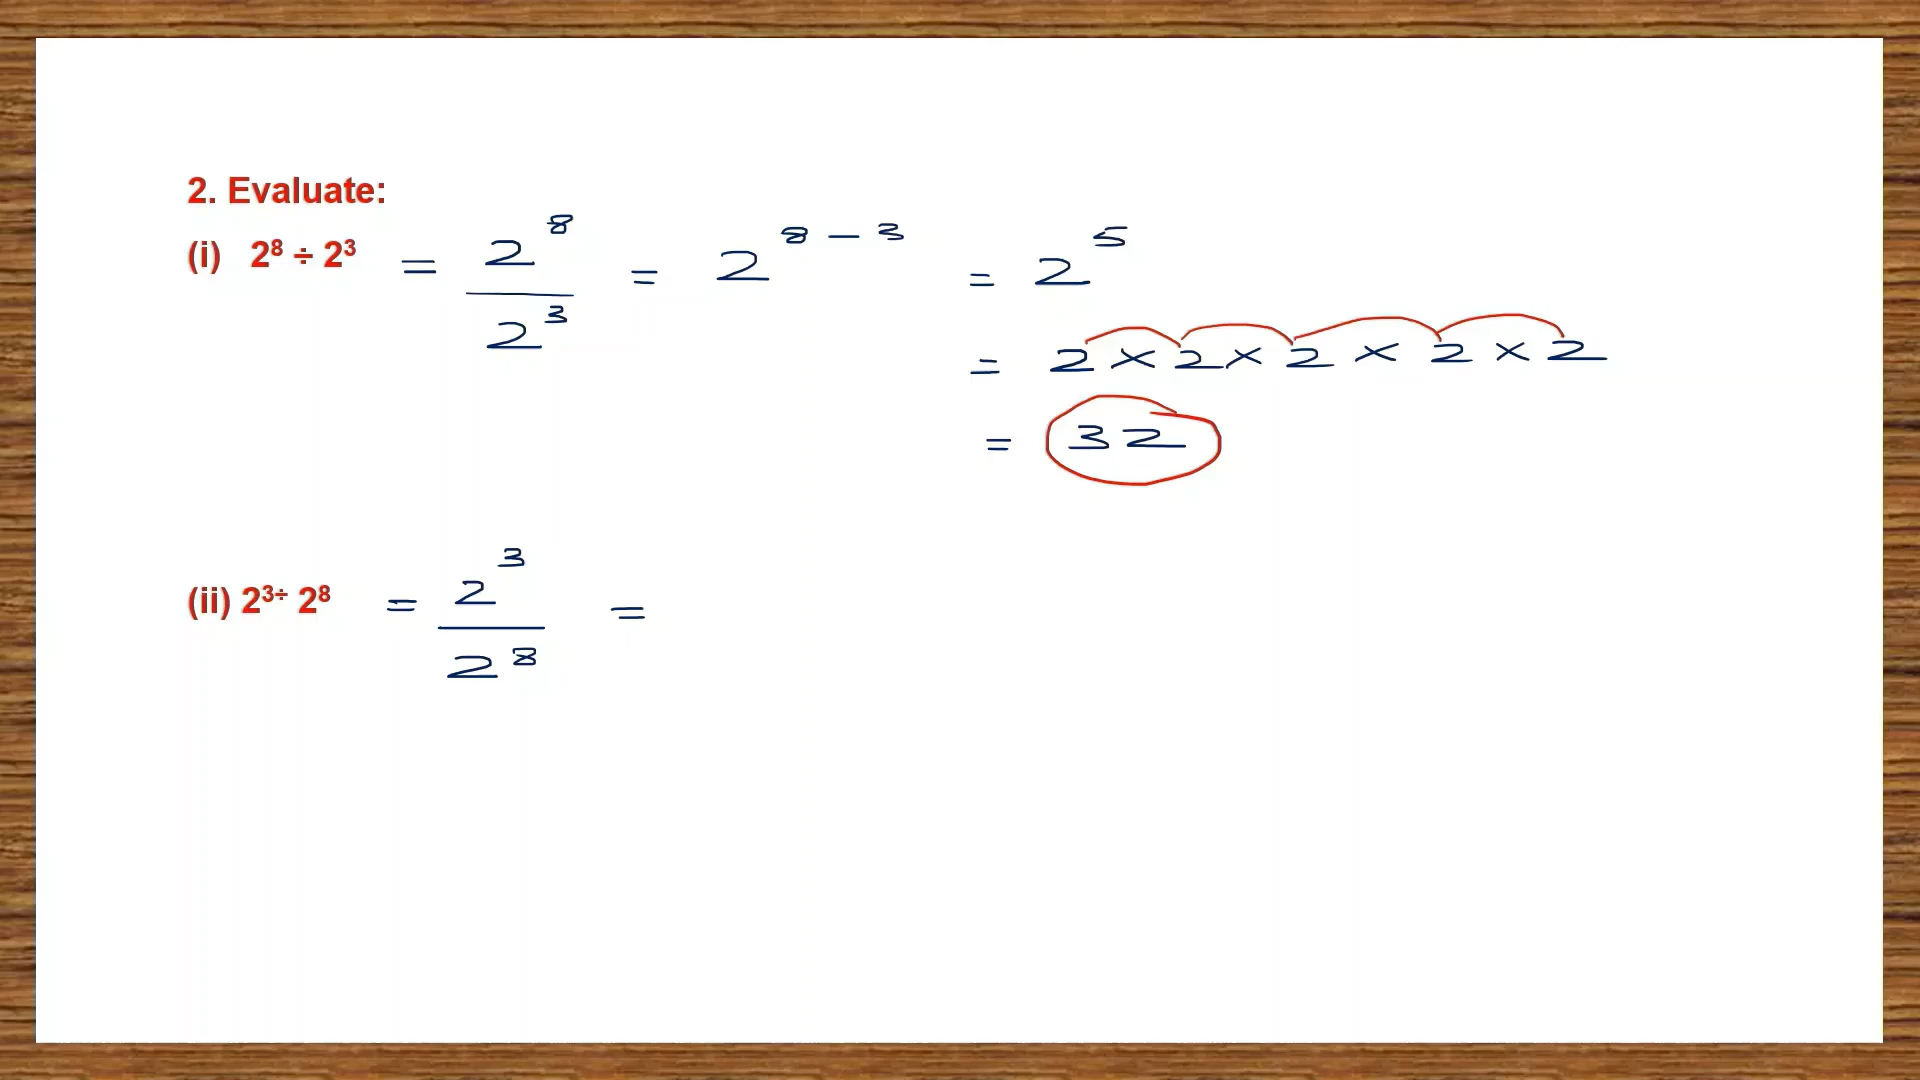 2. Evaluate:
(i) 2⁸ ÷ 2³ = 2⁸/2³ = 2⁸⁻³ = 2⁵
= 2 × 2 × 2 × 2 × 2
= 32
(ii) 2³÷ 2⁸ = 2³/2⁸ =